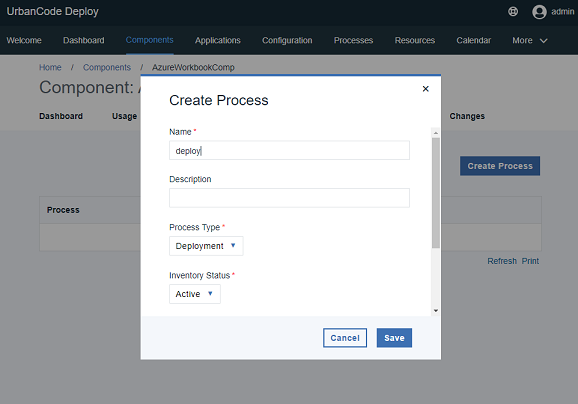 UrbanCode Deploy admin
Welcome Dashboard Components Applications Configuration Processes Resources Calendar More
Home / Components / AzureWorkbookComp
Component: A
Dashboard Usage Changes
×
Create Process
Name *
deploy
Create Process
Description
Process
Process Type *
Deployment
Refresh Print
Inventory Status *
Active
Cancel Save